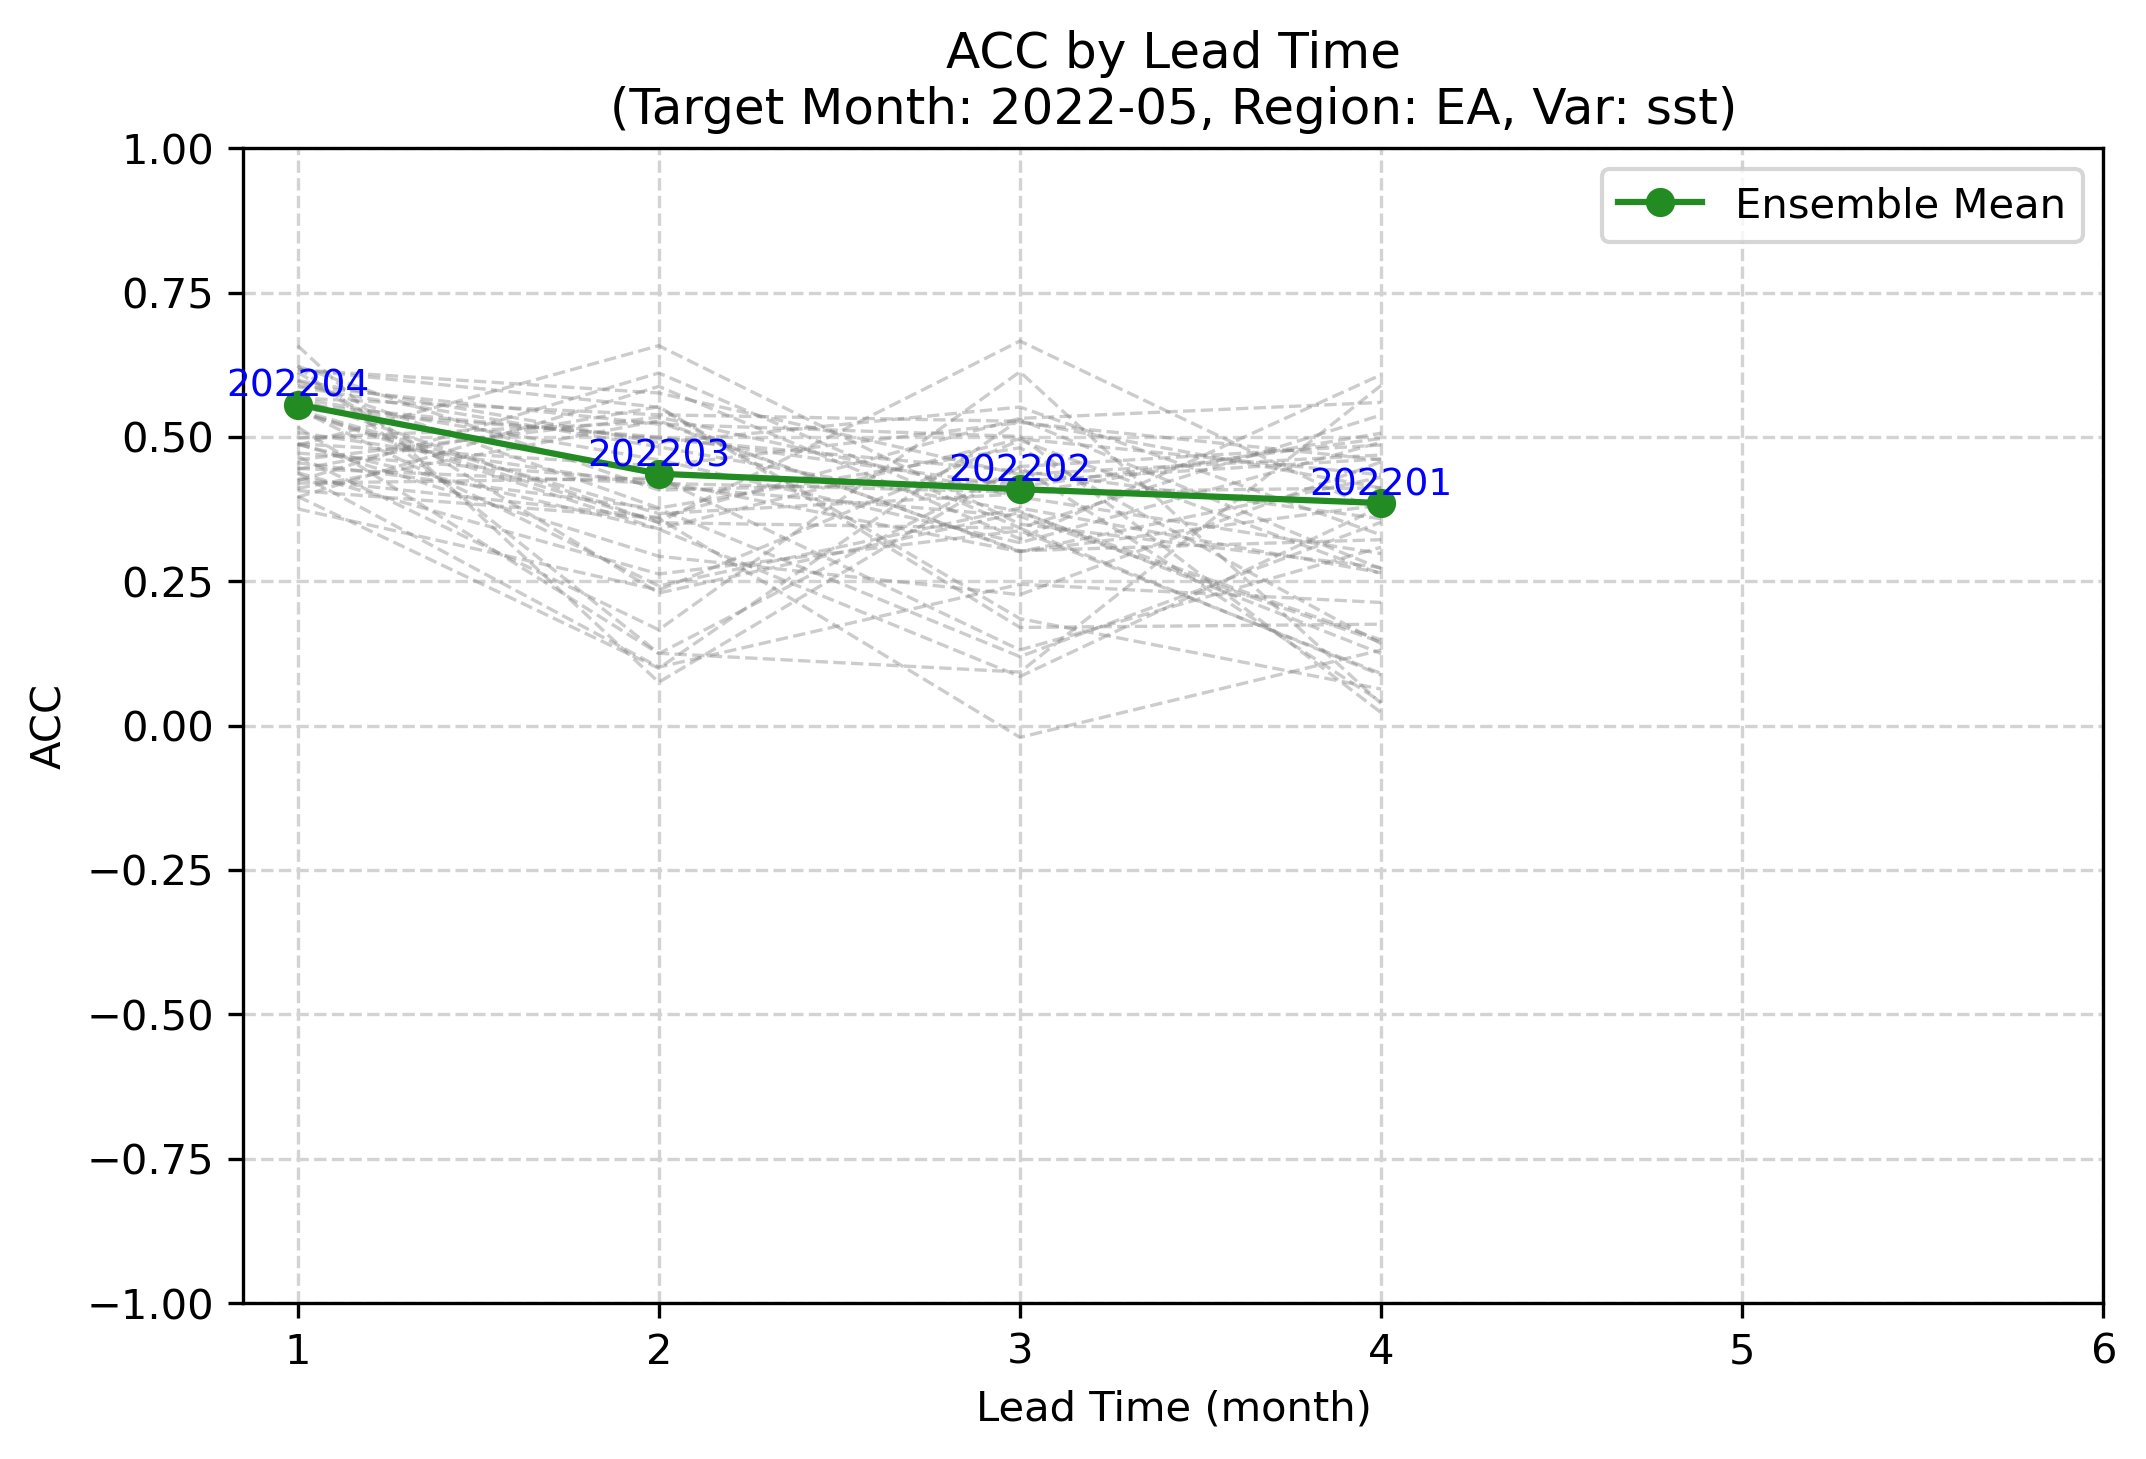 ACC by Lead Time
(Target Month: 2022-05, Region: EA, Var: sst)
1.00
0.75
0.50
0.25
0.00
−0.25
−0.50
−0.75
−1.00
ACC
Ensemble Mean
202204
202203
202202
202201
1 2 3 4 5 6
Lead Time (month)